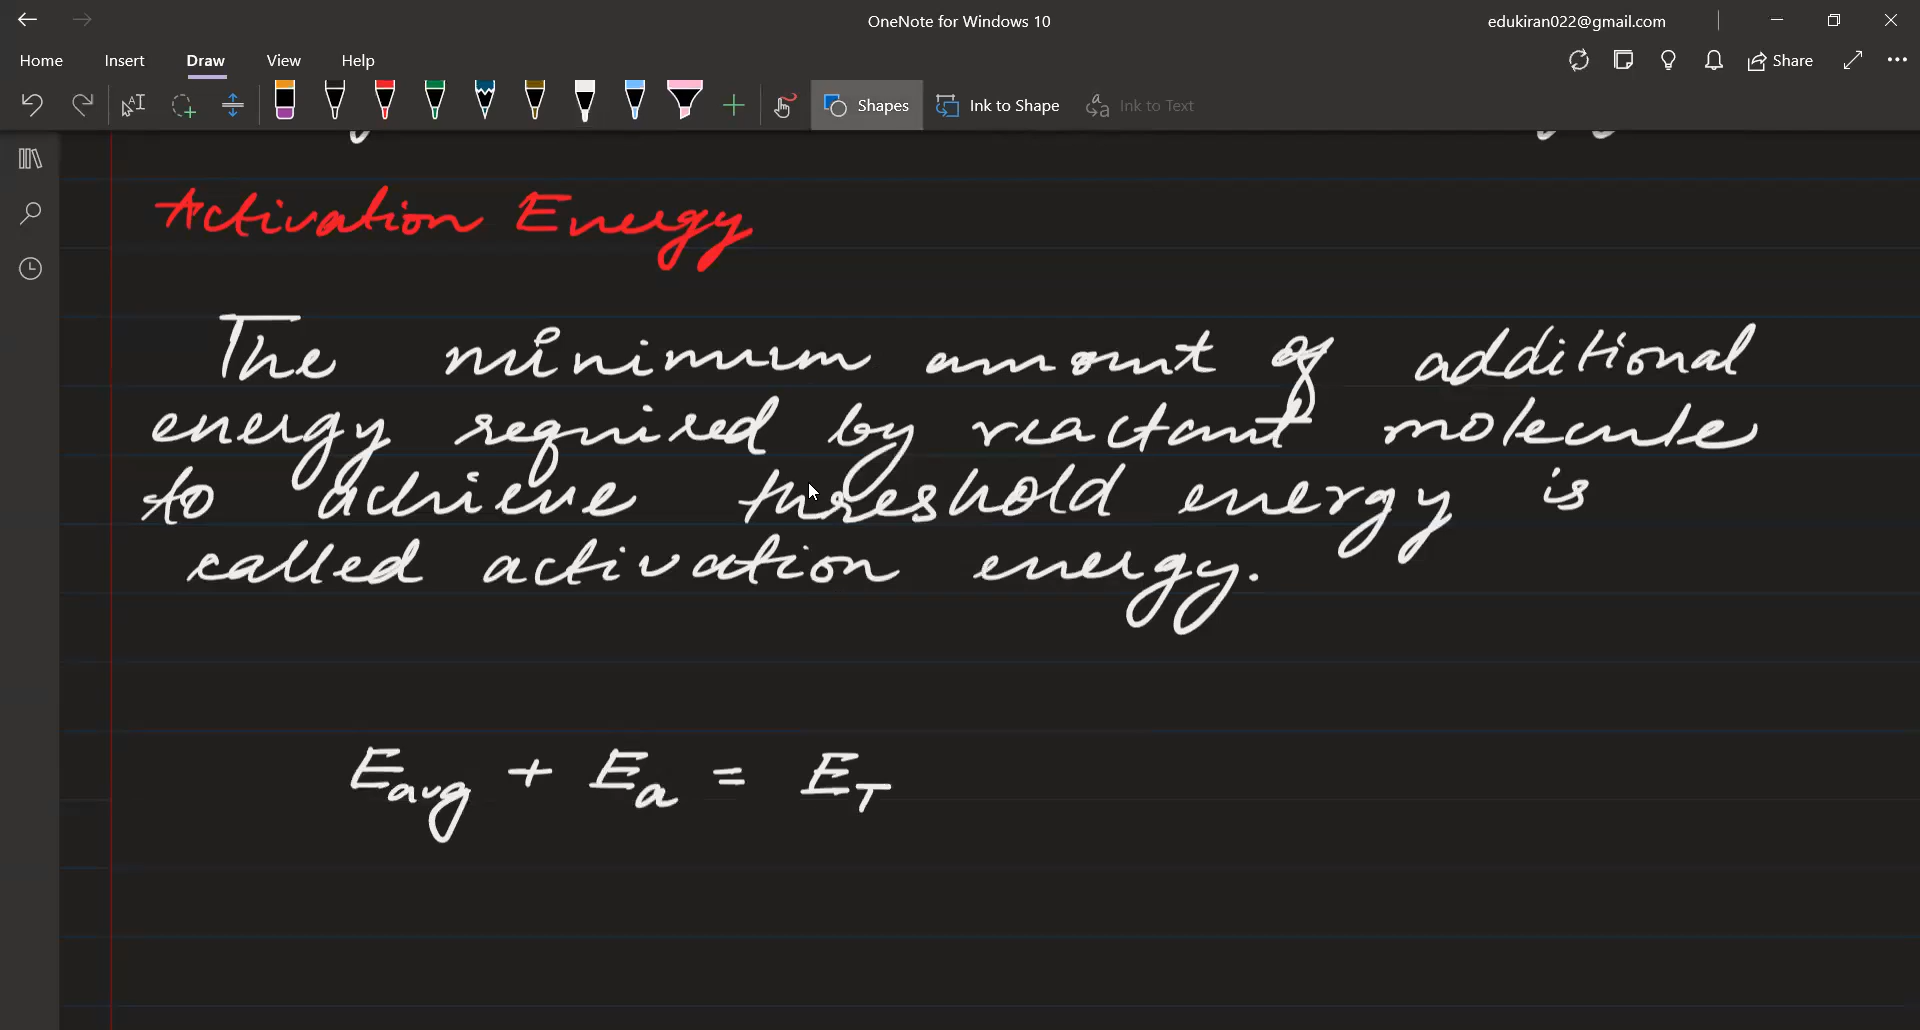 OneNote for Windows 10
edukiran022@gmail.com
Home Insert Draw View Help
Share
Shapes Ink to Shape Ink to Text
Activation Energy
The minimum amount of additional
energy required by reactant molecule
to achieve threshold energy is
called activation energy.
Eavg + Ea = ET